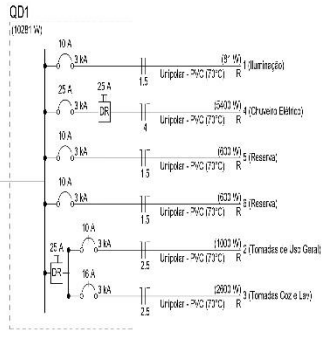 QD1
(10281 W)
10 A
3 kA
(81 W)
1 (Iluminação)
1.5
Unipolar - PVC (70°C)
R
25 A
3 kA
25 A
DR
(5400 W)
4 (Chuveiro Elétrico)
4
Unipolar - PVC (70°C)
R
10 A
3 kA
(600 W)
5 (Reserva)
1.5
Unipolar - PVC (70°C)
R
10 A
3 kA
(600 W)
6 (Reserva)
1.5
Unipolar - PVC (70°C)
R
25 A
DR
10 A
3 kA
(1000 W)
2 (Tomadas de Uso Geral)
2.5
Unipolar - PVC (70°C)
R
16 A
3 kA
(2600 W)
3 (Tomadas Coz e Lav)
2.5
Unipolar - PVC (70°C)
R